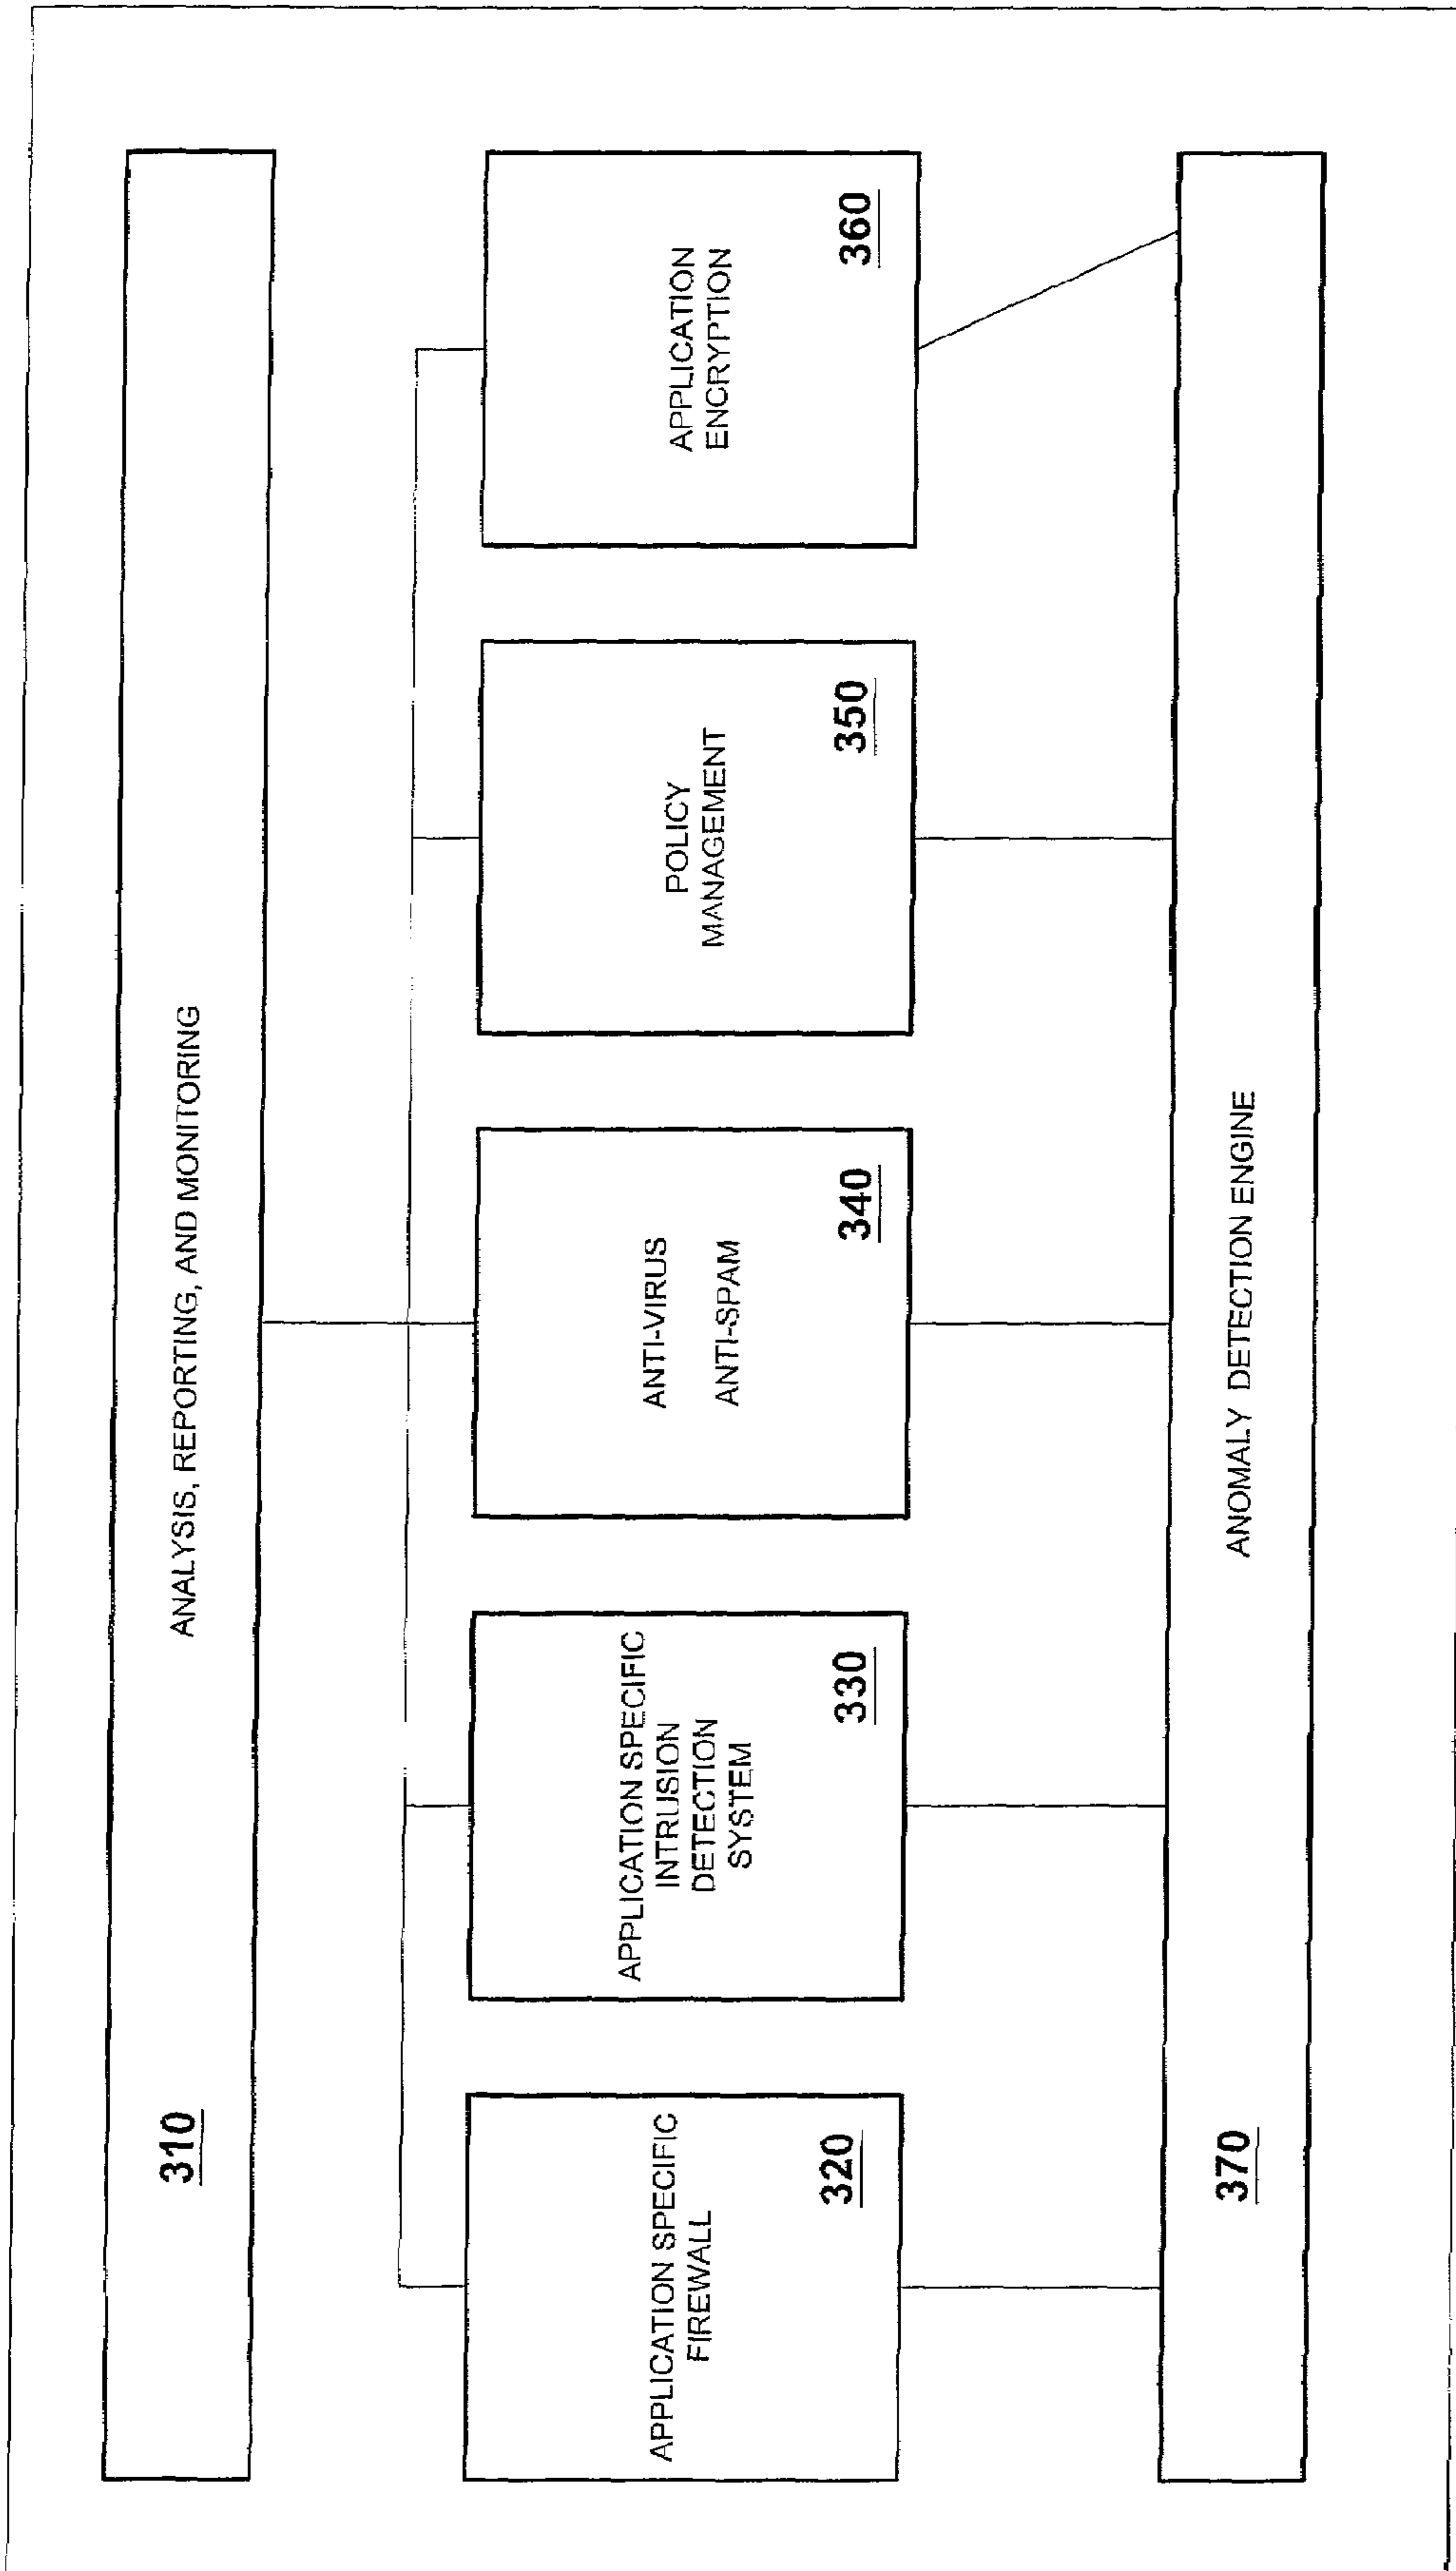 ANALYSIS, REPORTING, AND MONITORING
310
APPLICATION SPECIFIC
FIREWALL
320
APPLICATION SPECIFIC
INTRUSION
DETECTION
SYSTEM
330
ANTI-VIRUS
ANTI-SPAM
340
POLICY
MANAGEMENT
350
APPLICATION
ENCRYPTION
360
ANOMALY DETECTION ENGINE
370